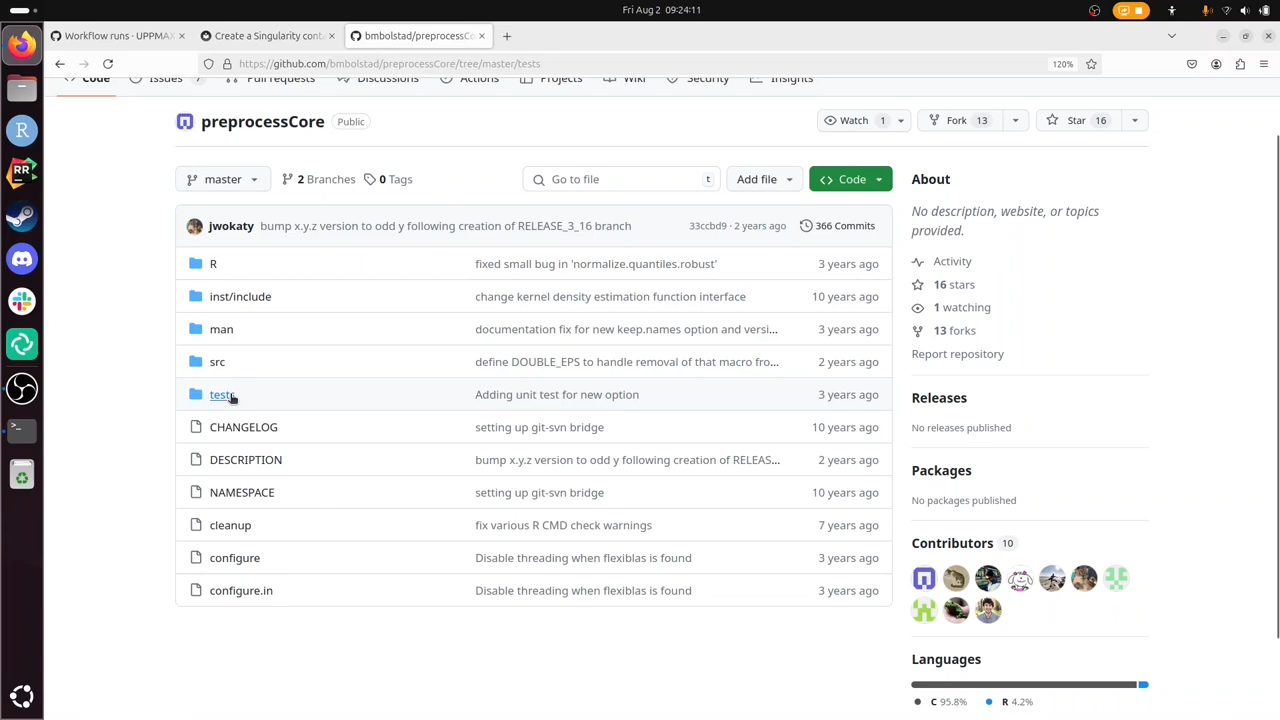 Fri Aug 2 09:24:11
Workflow runs · UPPMAX
Create a Singularity conta
bmbolstad/preprocessCo
https://github.com/bmbolstad/preprocessCore/tree/master/tests
120%
Code
Issues
Pull requests
Discussions
Actions
Projects
Wiki
Security
Insights
preprocessCore
Public
Watch 1
Fork 13
Star 16
master
2 Branches
0 Tags
Go to file
t
Add file
Code
jwokaty bump x.y.z version to odd y following creation of RELEASE_3_16 branch 33ccbd9 · 2 years ago 366 Commits
R fixed small bug in 'normalize.quantiles.robust' 3 years ago
inst/include change kernel density estimation function interface 10 years ago
man documentation fix for new keep.names option and versi... 3 years ago
src define DOUBLE_EPS to handle removal of that macro fro... 2 years ago
tests Adding unit test for new option 3 years ago
CHANGELOG setting up git-svn bridge 10 years ago
DESCRIPTION bump x.y.z version to odd y following creation of RELEAS... 2 years ago
NAMESPACE setting up git-svn bridge 10 years ago
cleanup fix various R CMD check warnings 7 years ago
configure Disable threading when flexiblas is found 3 years ago
configure.in Disable threading when flexiblas is found 3 years ago
About
No description, website, or topics
provided.
Activity
16 stars
1 watching
13 forks
Report repository
Releases
No releases published
Packages
No packages published
Contributors 10
Languages
C 95.8%
R 4.2%
R
RR